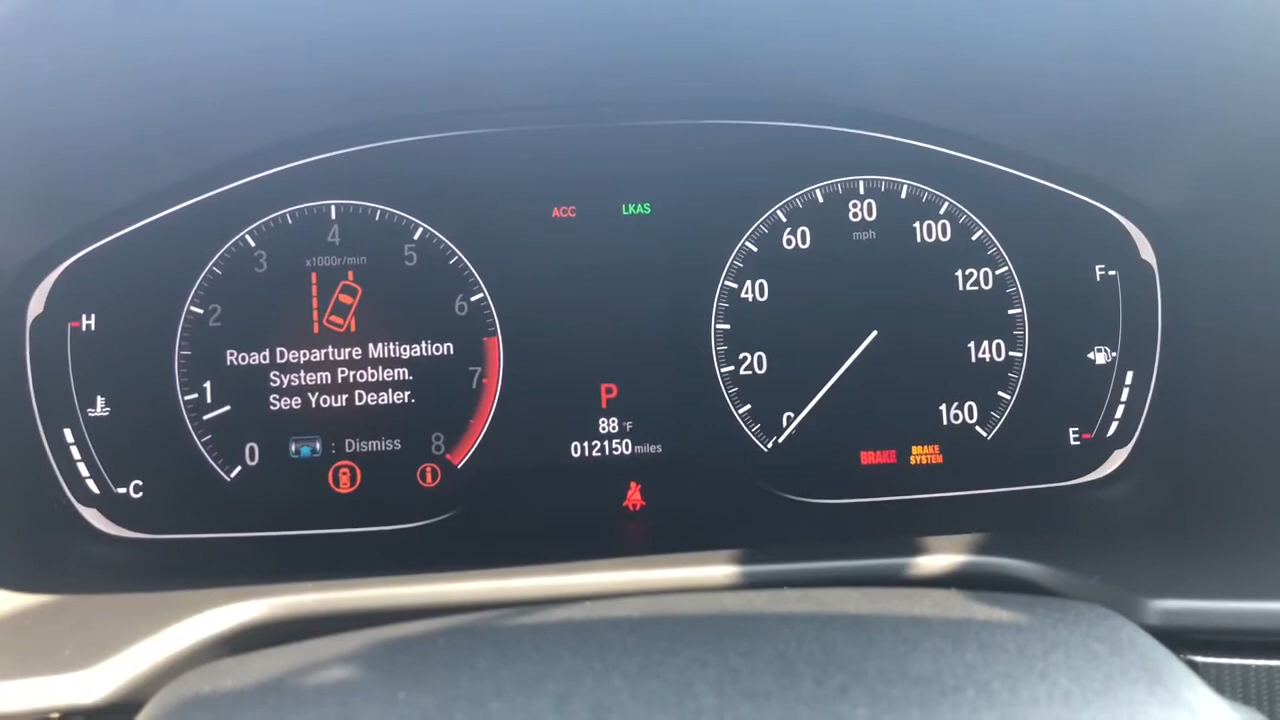 ACC
LKAS
4
3
5
x1000r/min
2
6
Road Departure Mitigation
System Problem.
See Your Dealer.
1
7
0
: Dismiss
8
H
C
P
88 °F
012150 miles
80
mph
60
100
40
120
20
140
0
160
BRAKE
BRAKE
SYSTEM
F
E